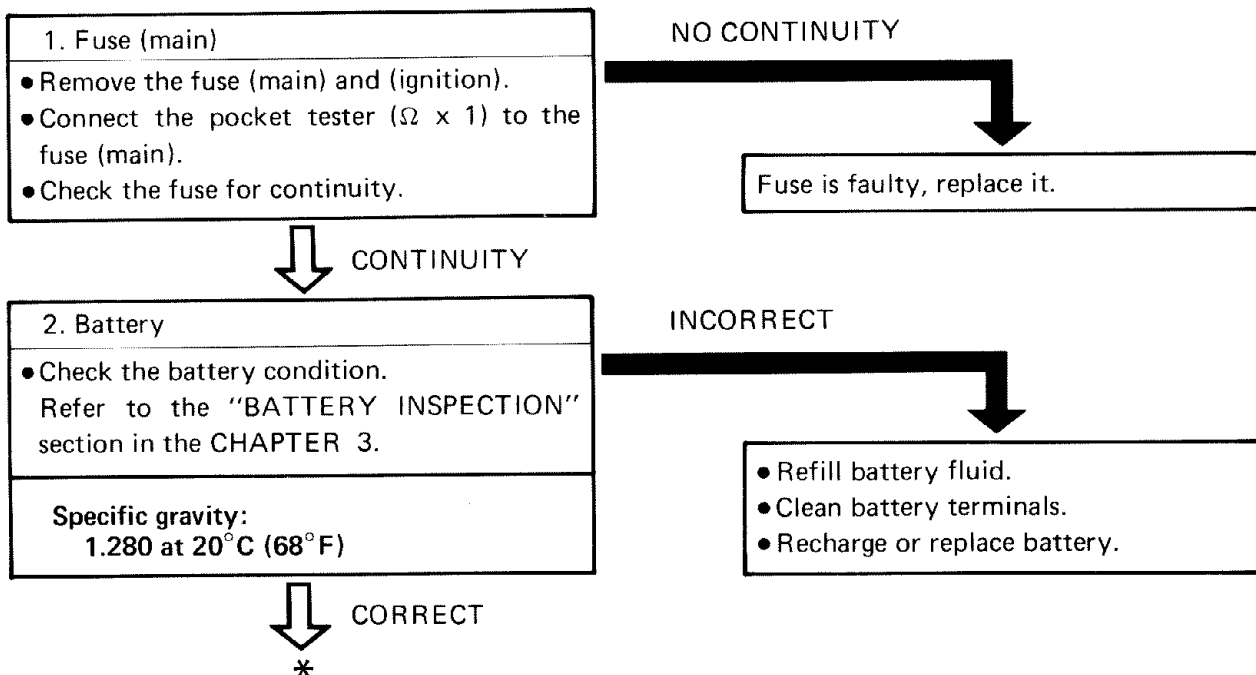 1. Fuse (main)
● Remove the fuse (main) and (ignition).
● Connect the pocket tester (Ω x 1) to the
fuse (main).
● Check the fuse for continuity.
NO CONTINUITY
Fuse is faulty, replace it.
CONTINUITY
2. Battery
● Check the battery condition.
Refer to the "BATTERY INSPECTION"
section in the CHAPTER 3.
Specific gravity:
1.280 at 20°C (68°F)
INCORRECT
● Refill battery fluid.
● Clean battery terminals.
● Recharge or replace battery.
CORRECT
*